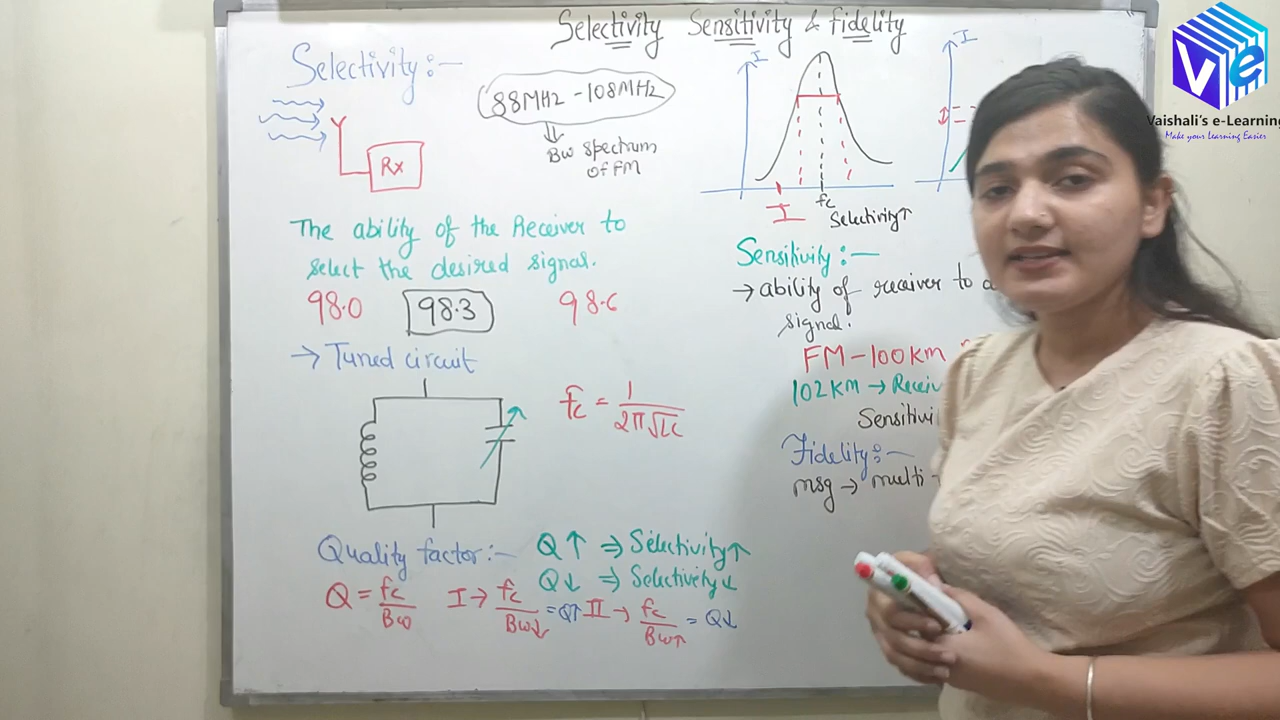 Selectivity Sensitivity & fidelity
Selectivity:-
88MHz - 108MHz
BW spectrum
of FM
Rx
The ability of the Receiver to
select the desired signal.
98.0 98.3 98.6
→ Tuned circuit
fc = 1/2π√LC
Quality factor:-
Q↑ ⇒ Selectivity↑
Q↓ ⇒ Selectivity↓
Q = fc/BW I → fc/BW↓ = Q↑ II → fc/BW↑ = Q↓
I
fc
I
Selectivity↑
I
Sensitivity:-
→ ability of receiver to
signal.
FM - 100KM
102KM →
Fidelity:-
msg → multi
Ve
Vaishali's e-Learning
Make your Learning Easier